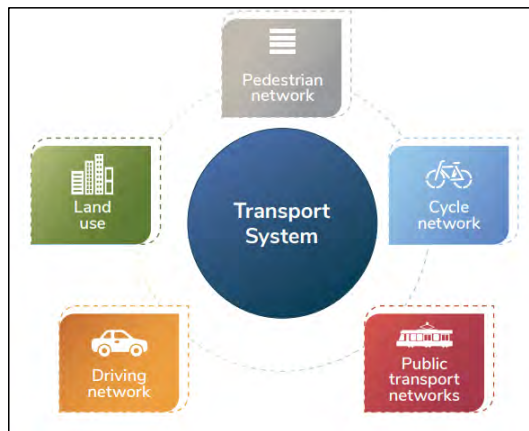 Pedestrian
network
Land
use
Transport
System
Cycle
network
Driving
network
Public
transport
networks